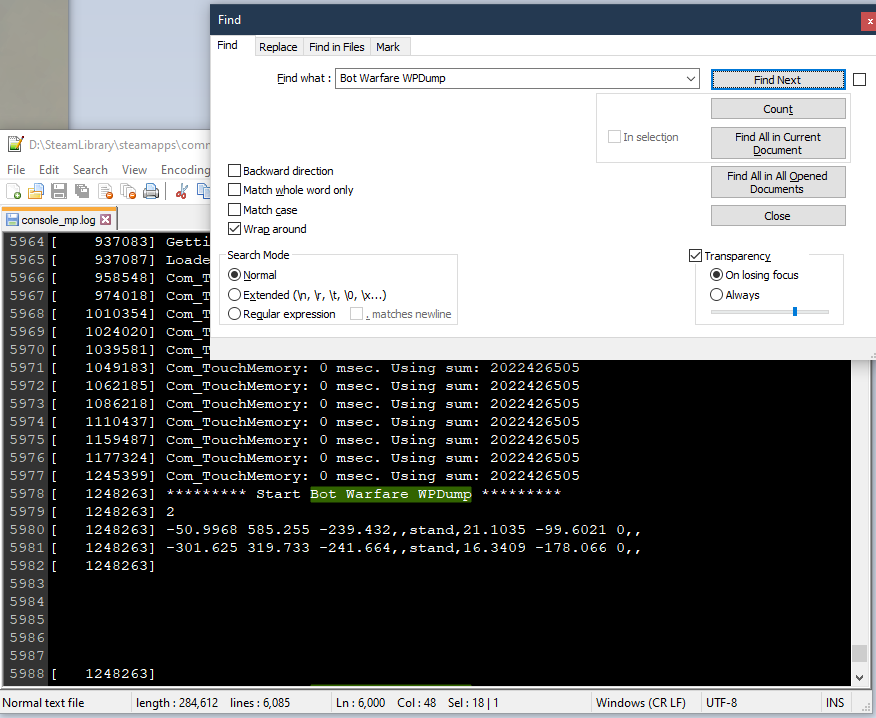 Find
x
Find
Replace
Find in Files
Mark
Find what :
Bot Warfare WPDump
Find Next
Count
In selection
Find All in Current
Document
Find All in All Opened
Documents
Close
Backward direction
Match whole word only
Match case
Wrap around
Search Mode
Normal
Extended (\n, \r, \t, \0, \x...)
Regular expression
. matches newline
Transparency
On losing focus
Always
D:\SteamLibrary\steamapps\comm
File Edit Search View Encoding
console_mp.log
5964 [ 937083] Getti
5965 [ 937087] Loade
5966 [ 958548] Com_T
5967 [ 974018] Com_T
5968 [ 1010354] Com_T
5969 [ 1024020] Com_T
5970 [ 1039581] Com_T
5971 [ 1049183] Com_TouchMemory: 0 msec. Using sum: 2022426505
5972 [ 1062185] Com_TouchMemory: 0 msec. Using sum: 2022426505
5973 [ 1086218] Com_TouchMemory: 0 msec. Using sum: 2022426505
5974 [ 1110437] Com_TouchMemory: 0 msec. Using sum: 2022426505
5975 [ 1159487] Com_TouchMemory: 0 msec. Using sum: 2022426505
5976 [ 1177324] Com_TouchMemory: 0 msec. Using sum: 2022426505
5977 [ 1245399] Com_TouchMemory: 0 msec. Using sum: 2022426505
5978 [ 1248263] ********* Start Bot Warfare WPDump *********
5979 [ 1248263] 2
5980 [ 1248263] -50.9968 585.255 -239.432,,stand,21.1035 -99.6021 0,,
5981 [ 1248263] -301.625 319.733 -241.664,,stand,16.3409 -178.066 0,,
5982 [ 1248263]
5983
5984
5985
5986
5987
5988 [ 1248263]
Normal text file
length : 284,612 lines : 6,085
Ln : 6,000 Col : 48 Sel : 18 | 1
Windows (CR LF)
UTF-8
INS